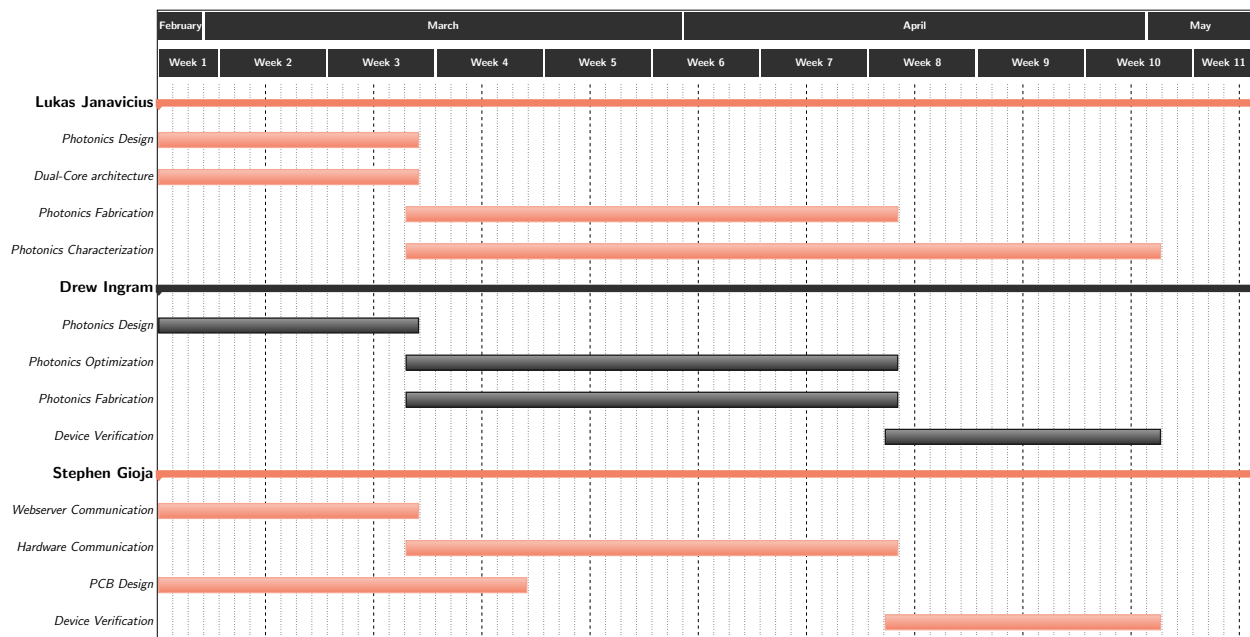 February March April May
Week 1 Week 2 Week 3 Week 4 Week 5 Week 6 Week 7 Week 8 Week 9 Week 10 Week 11
Lukas Janavicius
Photonics Design
Dual-Core architecture
Photonics Fabrication
Photonics Characterization
Drew Ingram
Photonics Design
Photonics Optimization
Photonics Fabrication
Device Verification
Stephen Gioja
Webserver Communication
Hardware Communication
PCB Design
Device Verification